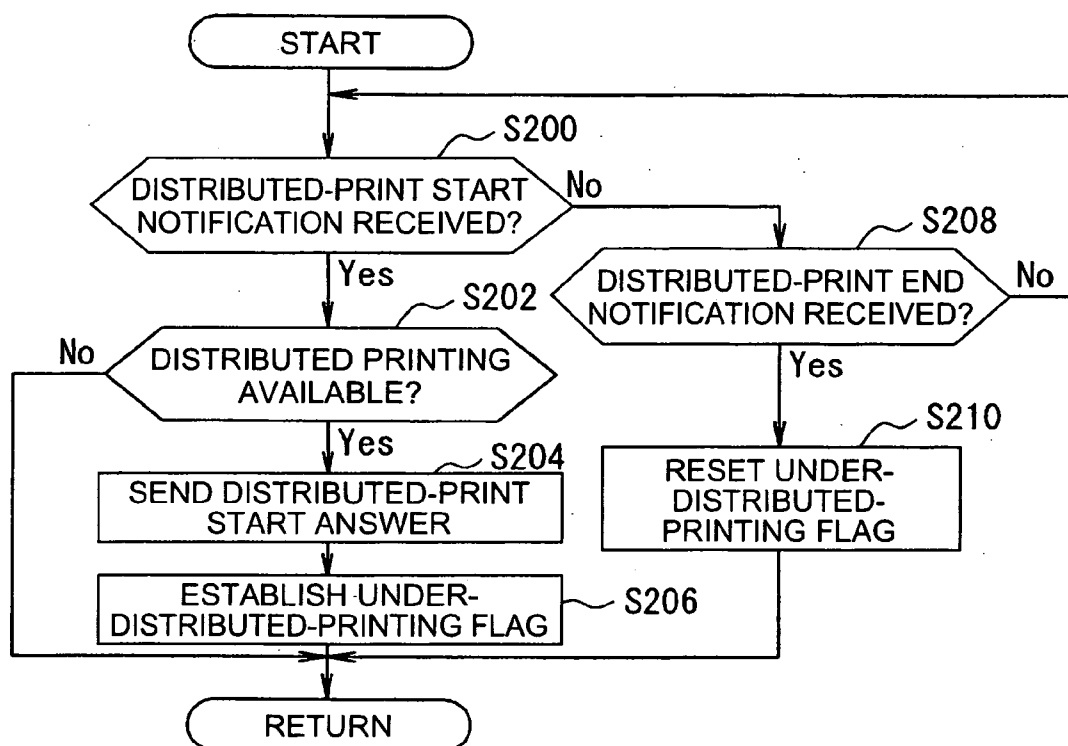 START
S200
DISTRIBUTED-PRINT START
NOTIFICATION RECEIVED?
No
Yes
S208
DISTRIBUTED-PRINT END
NOTIFICATION RECEIVED?
No
Yes
S202
DISTRIBUTED PRINTING
AVAILABLE?
No
Yes
S204
SEND DISTRIBUTED-PRINT
START ANSWER
S210
RESET UNDER-
DISTRIBUTED-
PRINTING FLAG
ESTABLISH UNDER-
DISTRIBUTED-PRINTING FLAG
S206
RETURN